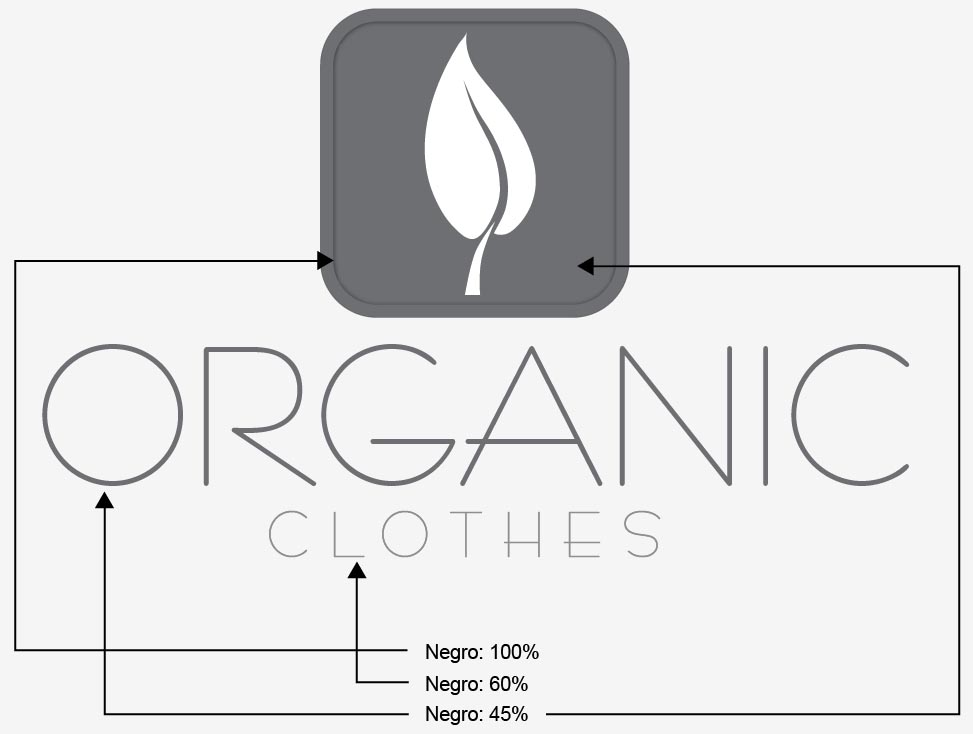 ORGANIC
CLOTHES
Negro: 100%
Negro: 60%
Negro: 45%